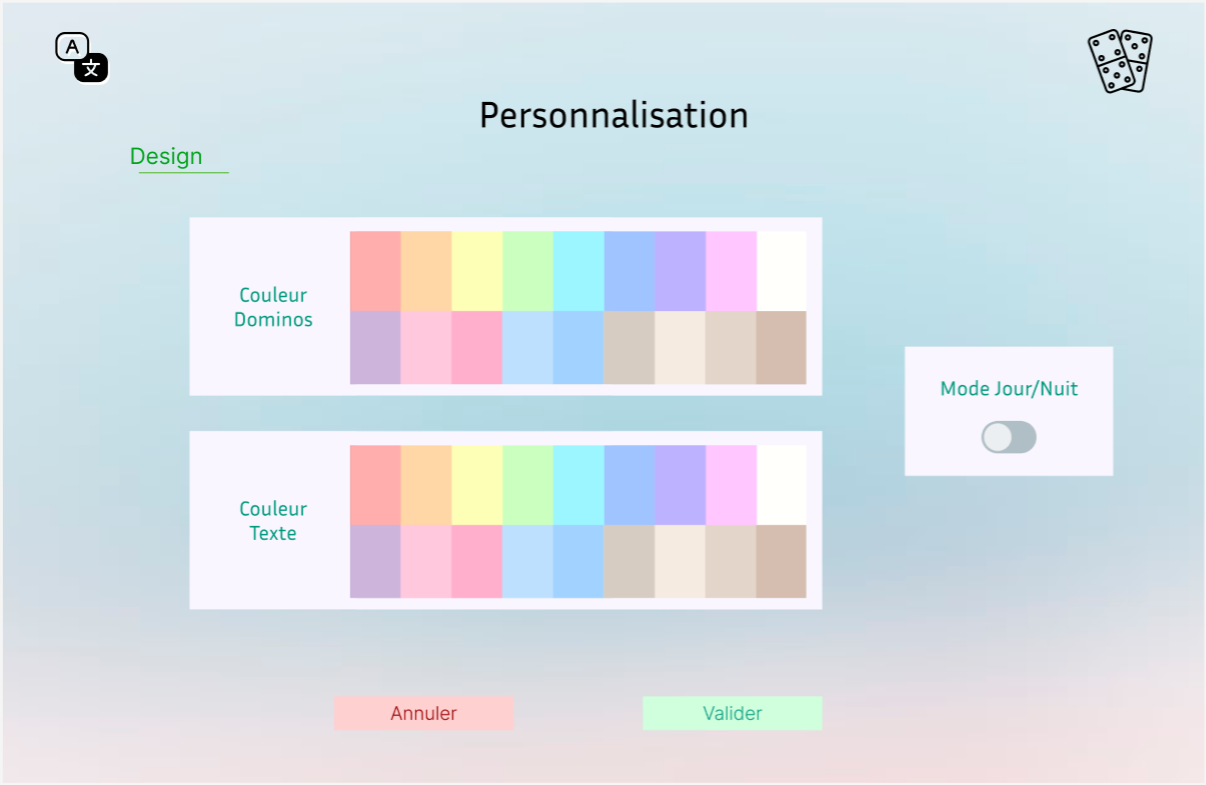 A
文
Personnalisation
Design
Couleur
Dominos
Mode Jour/Nuit
Couleur
Texte
Annuler
Valider